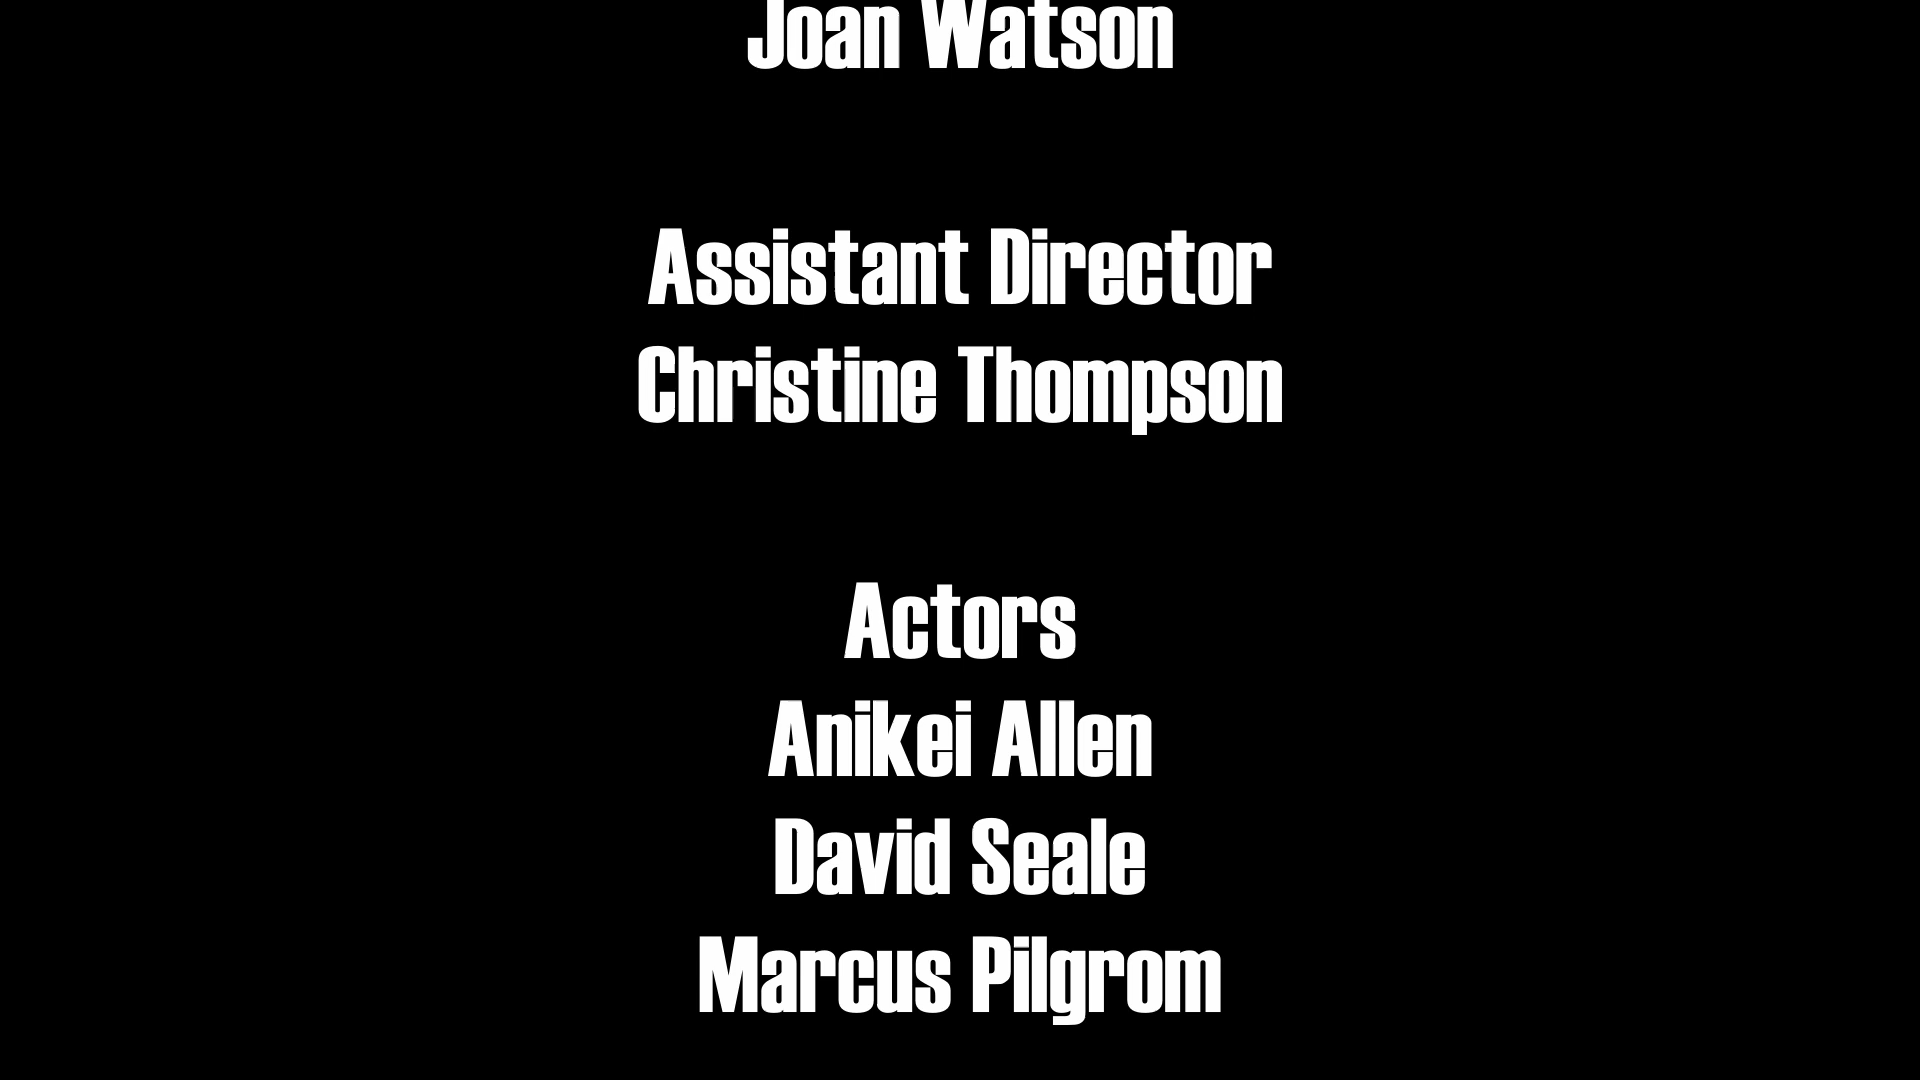 Joan Watson
Assistant Director
Christine Thompson
Actors
Anikei Allen
David Seale
Marcus Pilgrom